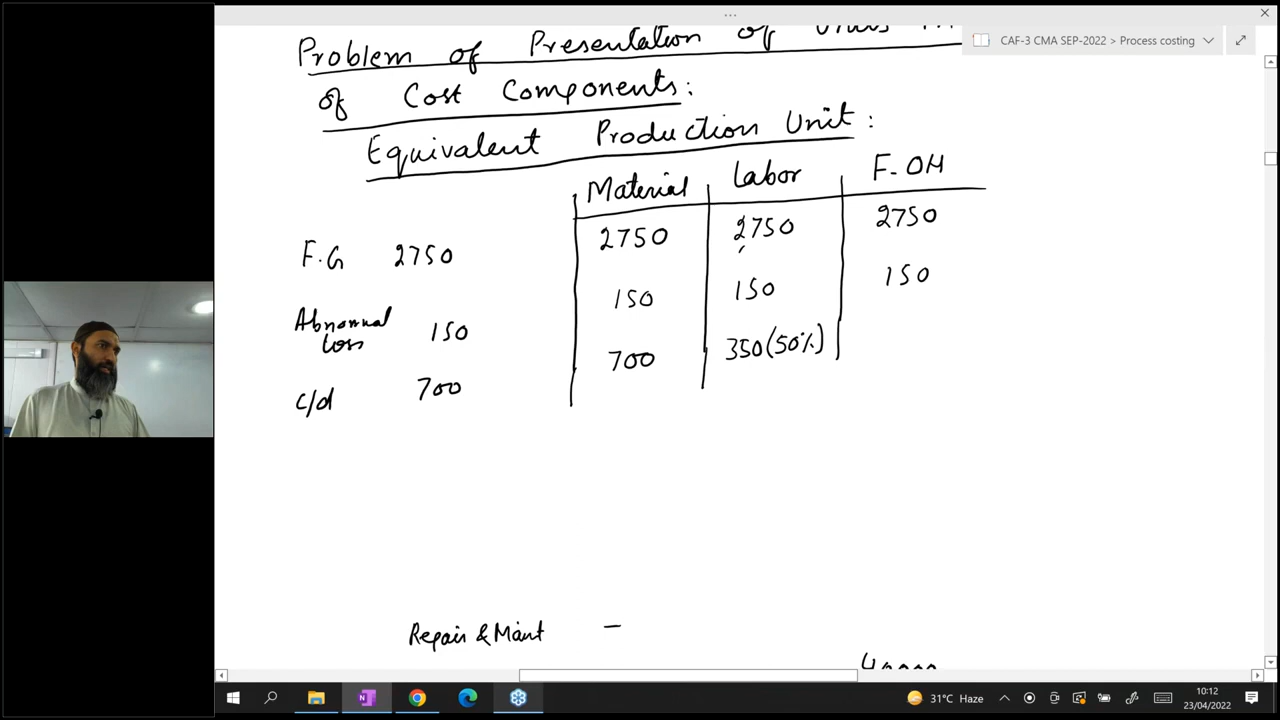 CAF-3 CMA SEP-2022 > Process costing
Problem of Presentation of Units
of Cost Components:
Equivalent Production Unit:
Material Labor F-OH
F.G 2750 2750 2750 2750
Abnormal Loss 150 150 150 150
c/d 700 700 350(50%)
Repair & Maint –
31°C Haze
10:12
23/04/2022